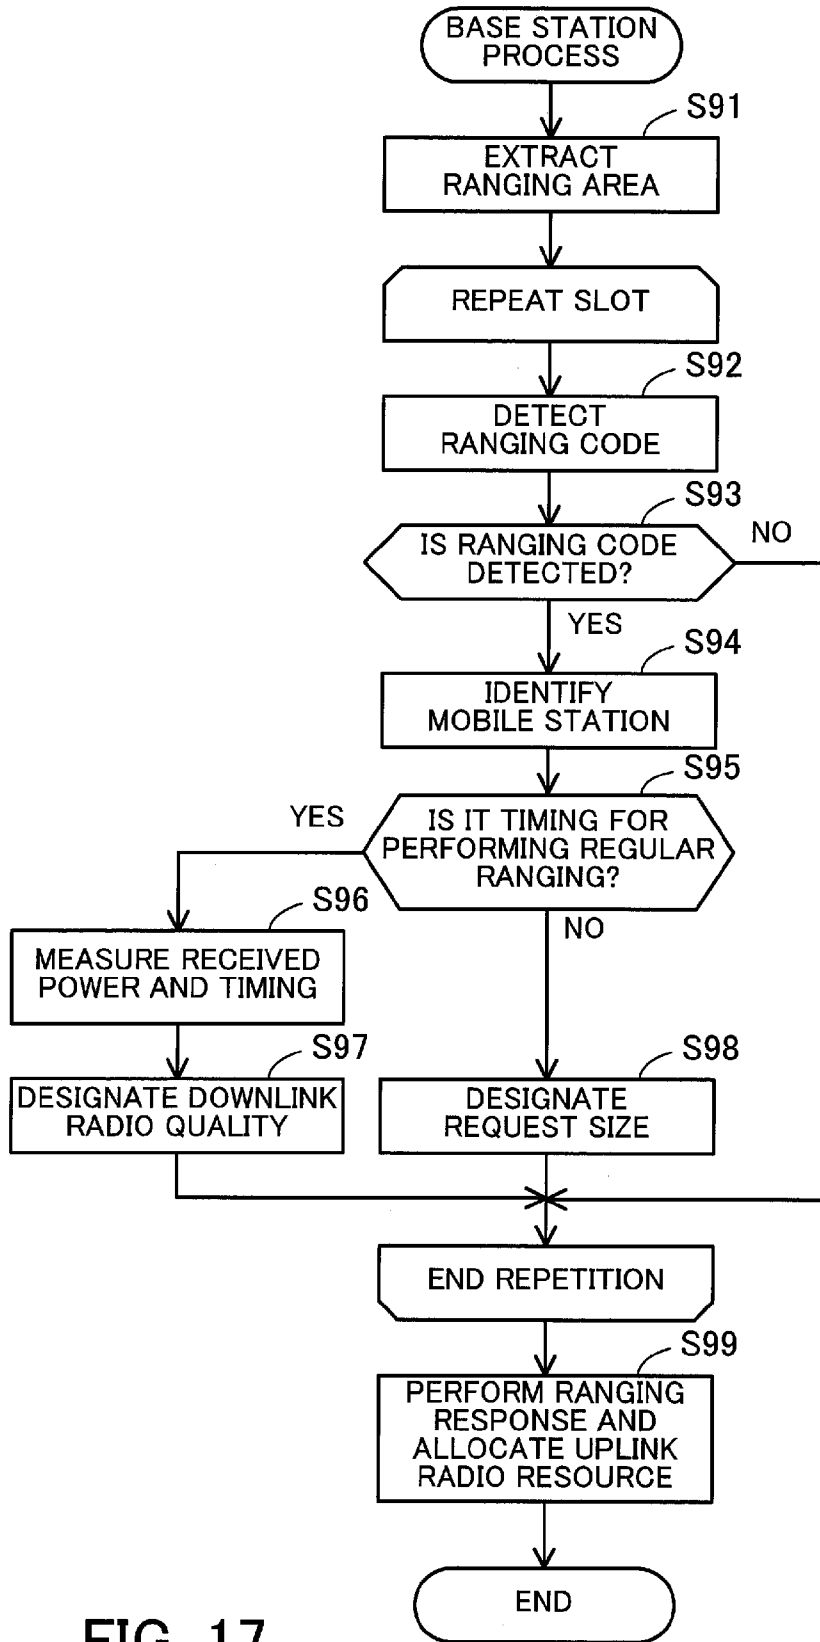 BASE STATION
PROCESS
S91
EXTRACT
RANGING AREA
REPEAT SLOT
S92
DETECT
RANGING CODE
S93
IS RANGING CODE
DETECTED?
NO
YES
S94
IDENTIFY
MOBILE STATION
S95
YES
IS IT TIMING FOR
PERFORMING REGULAR
RANGING?
S96
NO
MEASURE RECEIVED
POWER AND TIMING
S97
S98
DESIGNATE DOWNLINK
RADIO QUALITY
DESIGNATE
REQUEST SIZE
END REPETITION
S99
PERFORM RANGING
RESPONSE AND
ALLOCATE UPLINK
RADIO RESOURCE
END
FIG. 17